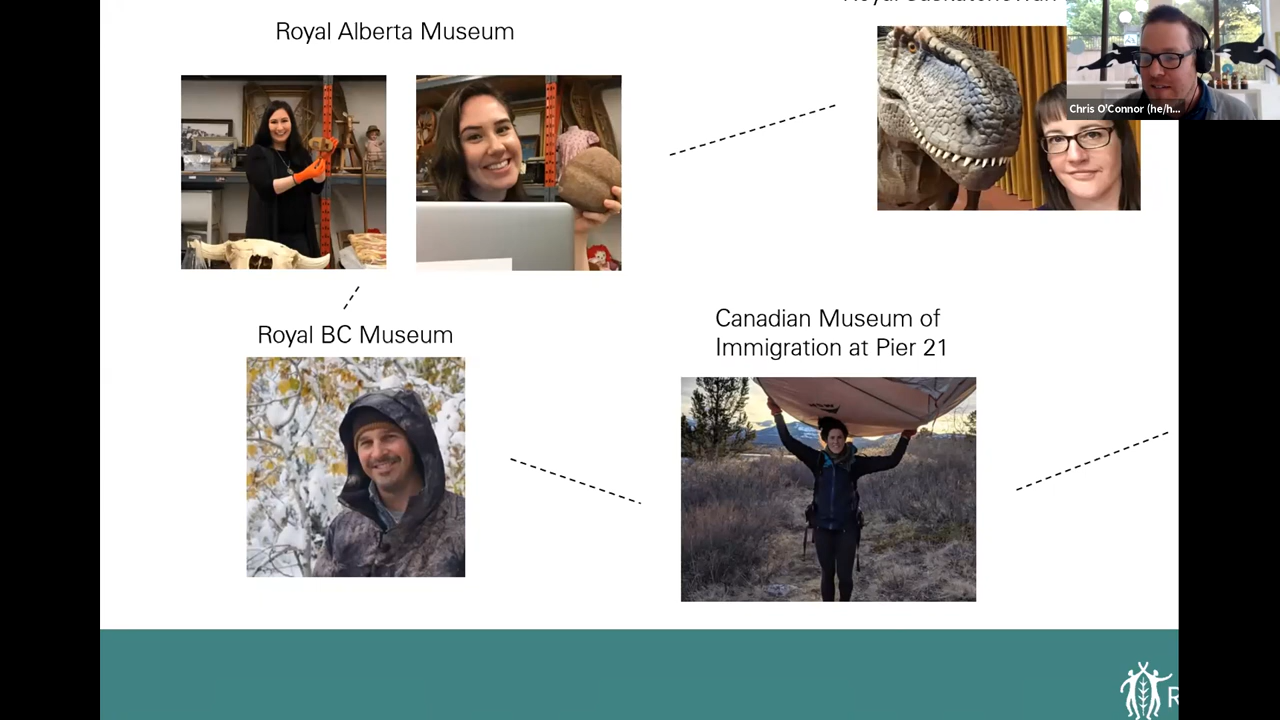 Royal Alberta Museum
Royal Saskatchewan
Chris O'Connor (he/h...
Royal BC Museum
Canadian Museum of
Immigration at Pier 21
R